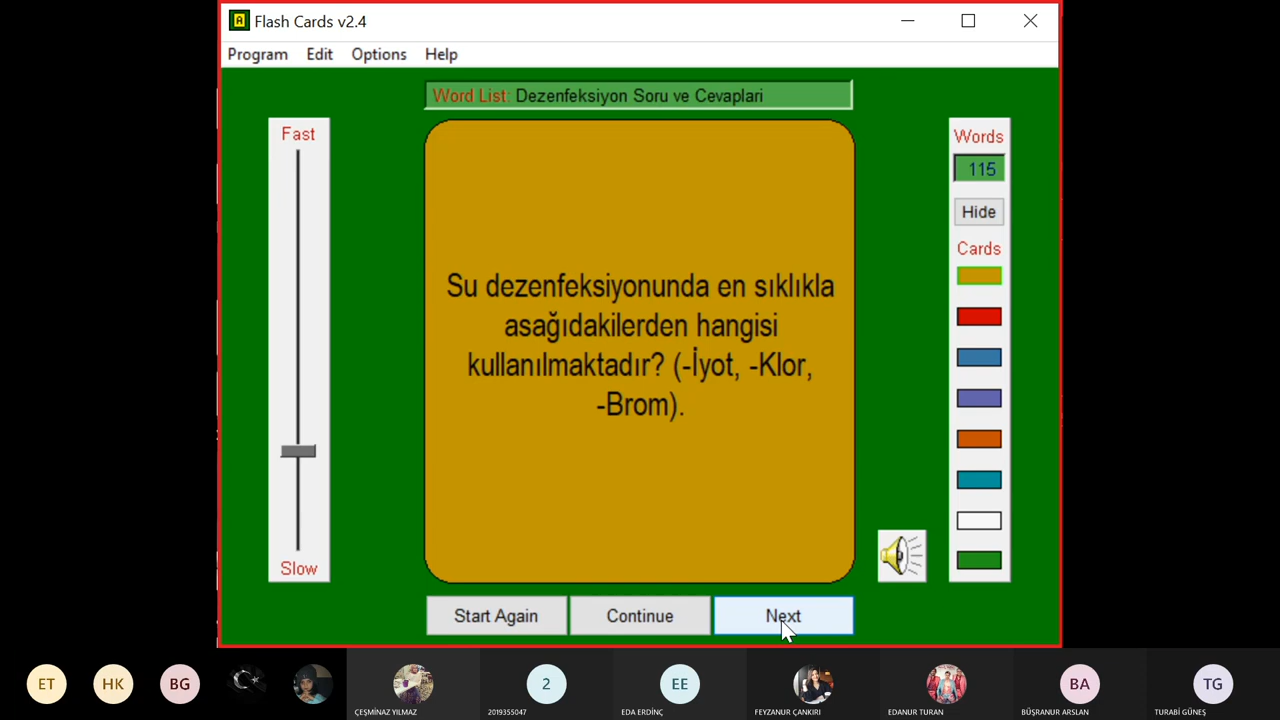 Flash Cards v2.4
Program Edit Options Help
Word List: Dezenfeksiyon Soru ve Cevaplari
Fast
Slow
Su dezenfeksiyonunda en sıklıkla
asağıdakilerden hangisi
kullanılmaktadır? (-İyot, -Klor,
-Brom).
Words
115
Hide
Cards
Start Again Continue Next
ET HK BG 2 EE BA TG
ÇEŞMİNAZ YILMAZ 2019355047 EDA ERDİNÇ FEYZANUR ÇANKIRI EDANUR TURAN BÜŞRANUR ARSLAN TURABİ GÜNEŞ